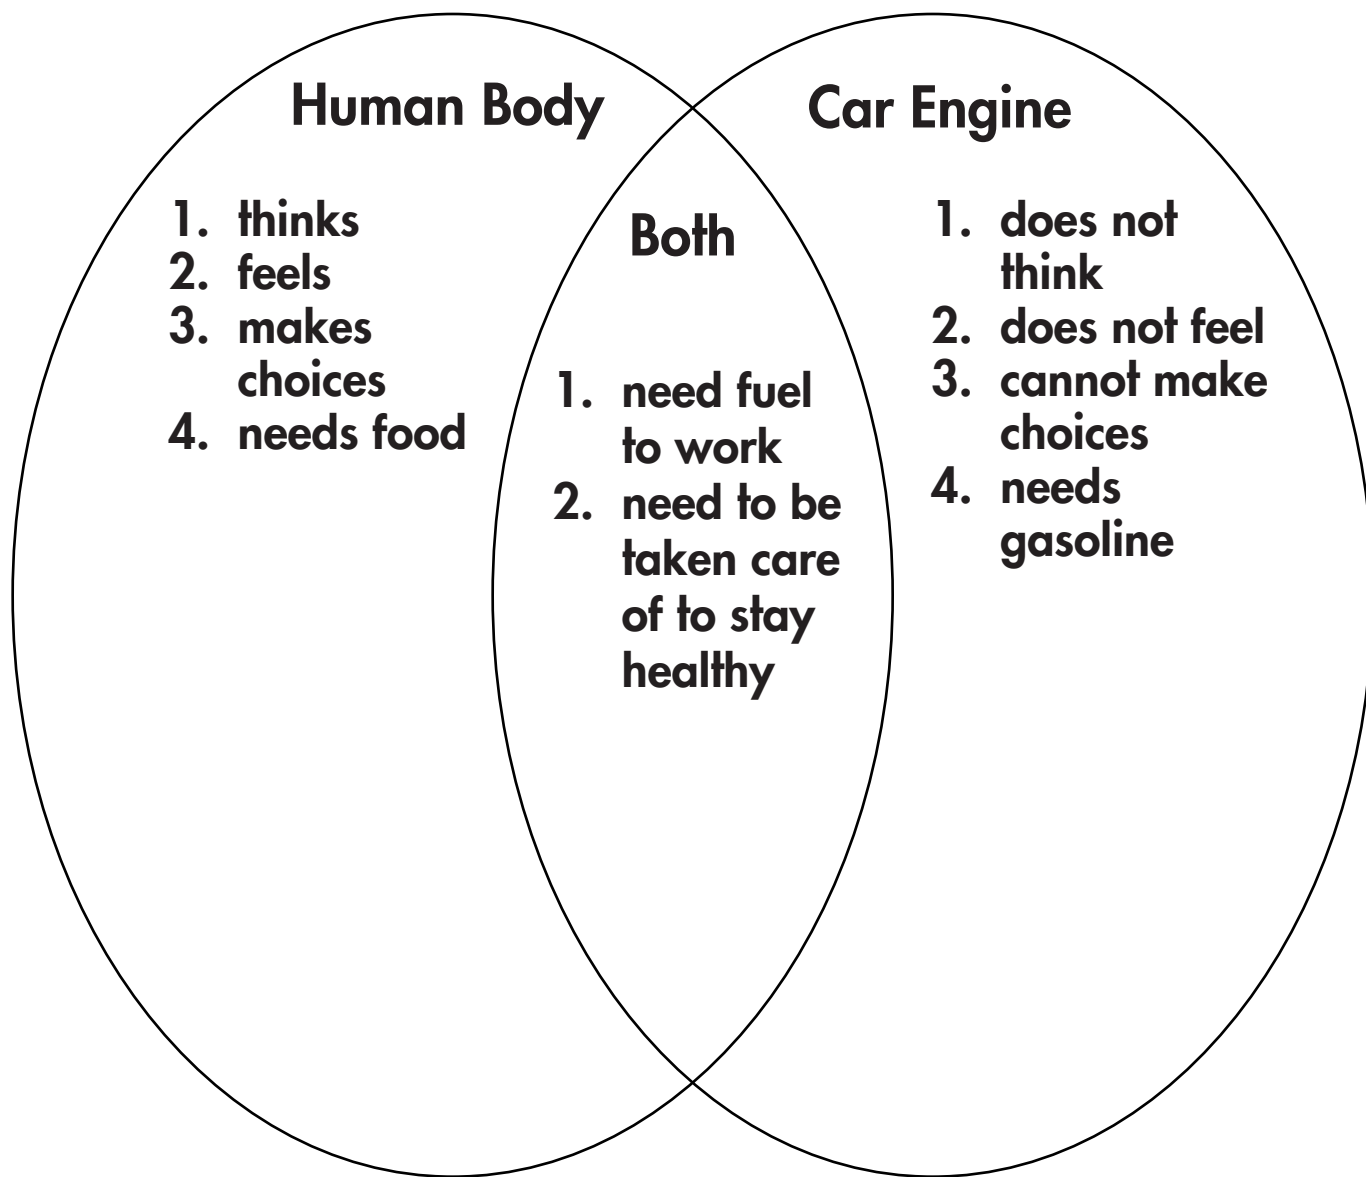 Human Body
1. thinks
2. feels
3. makes
choices
4. needs food
Both
1. need fuel
to work
2. need to be
taken care
of to stay
healthy
Car Engine
1. does not
think
2. does not feel
3. cannot make
choices
4. needs
gasoline